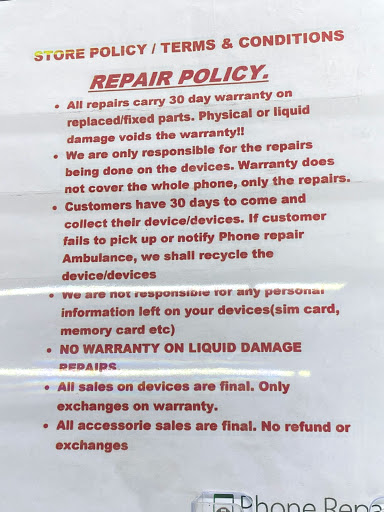 STORE POLICY / TERMS & CONDITIONS
REPAIR POLICY.
• All repairs carry 30 day warranty on
replaced/fixed parts. Physical or liquid
damage voids the warranty!!
• We are only responsible for the repairs
being done on the devices. Warranty does
not cover the whole phone, only the repairs.
• Customers have 30 days to come and
collect their device/devices. If customer
fails to pick up or notify Phone repair
Ambulance, we shall recycle the
device/devices
• We are not responsible for any personal
information left on your devices(sim card,
memory card etc)
• NO WARRANTY ON LIQUID DAMAGE
REPAIRS.
• All sales on devices are final. Only
exchanges on warranty.
• All accessorie sales are final. No refund or
exchanges
Phone Repa